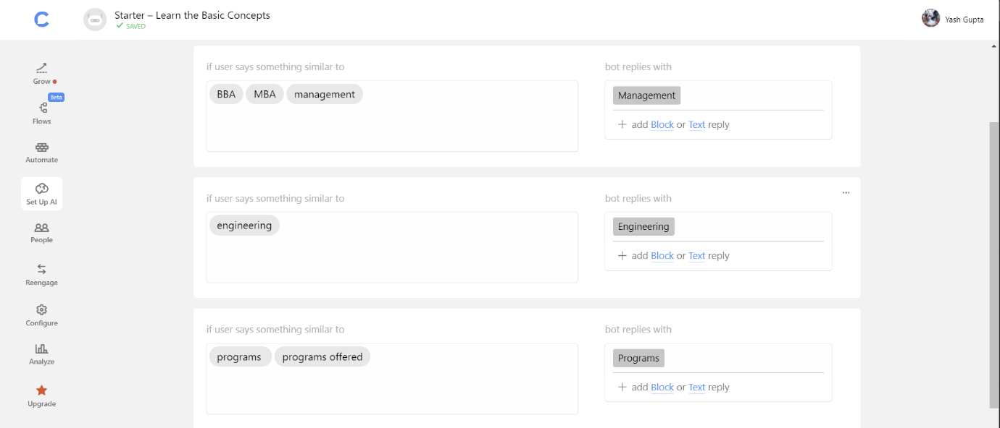 Starter – Learn the Basic Concepts
SAVED
Yash Gupta
Grow
Beta
Flows
Automate
Set Up AI
People
Reengage
Configure
Analyze
Upgrade
if user says something similar to
bot replies with
BBA MBA management
Management
+ add Block or Text reply
if user says something similar to
bot replies with
...
engineering
Engineering
+ add Block or Text reply
if user says something similar to
bot replies with
programs programs offered
Programs
+ add Block or Text reply